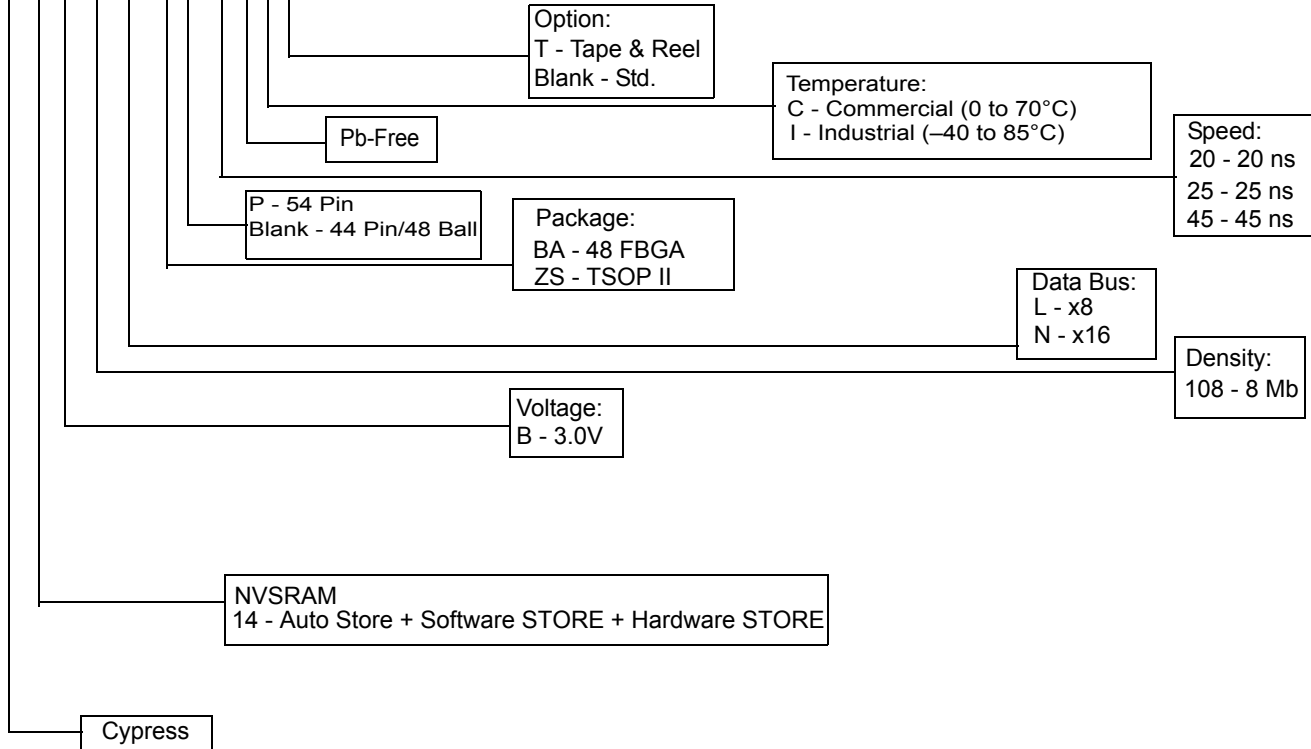 Option:
T - Tape & Reel
Blank - Std.
Temperature:
C - Commercial (0 to 70°C)
I - Industrial (–40 to 85°C)
Pb-Free
Speed:
20 - 20 ns
25 - 25 ns
45 - 45 ns
P - 54 Pin
Blank - 44 Pin/48 Ball
Package:
BA - 48 FBGA
ZS - TSOP II
Data Bus:
L - x8
N - x16
Density:
108 - 8 Mb
Voltage:
B - 3.0V
NVSRAM
14 - Auto Store + Software STORE + Hardware STORE
Cypress